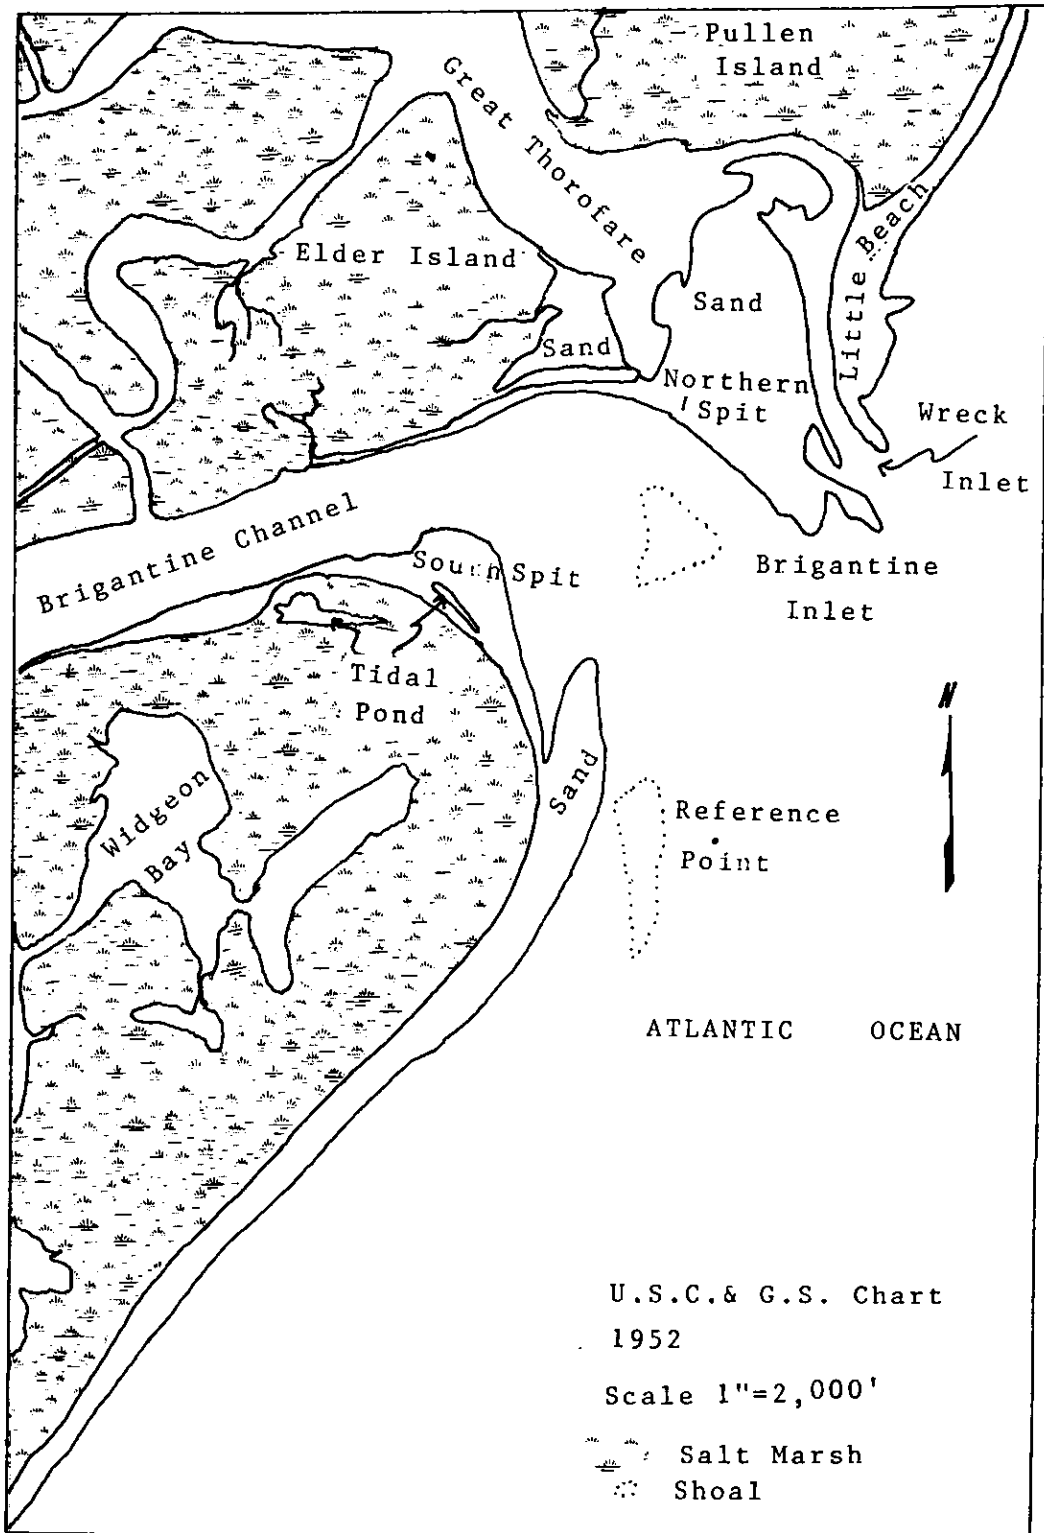 Pullen
Island
Great Thorofare
Elder Island
Little Beach
Sand
Sand
Northern
Spit
Wreck
Inlet
Brigantine Channel
South Spit
Brigantine
Inlet
Tidal
Pond
N
Widgeon
Bay
Sand
Reference
Point
ATLANTIC OCEAN
U.S.C.& G.S. Chart
1952
Scale 1"=2,000'
Salt Marsh
Shoal